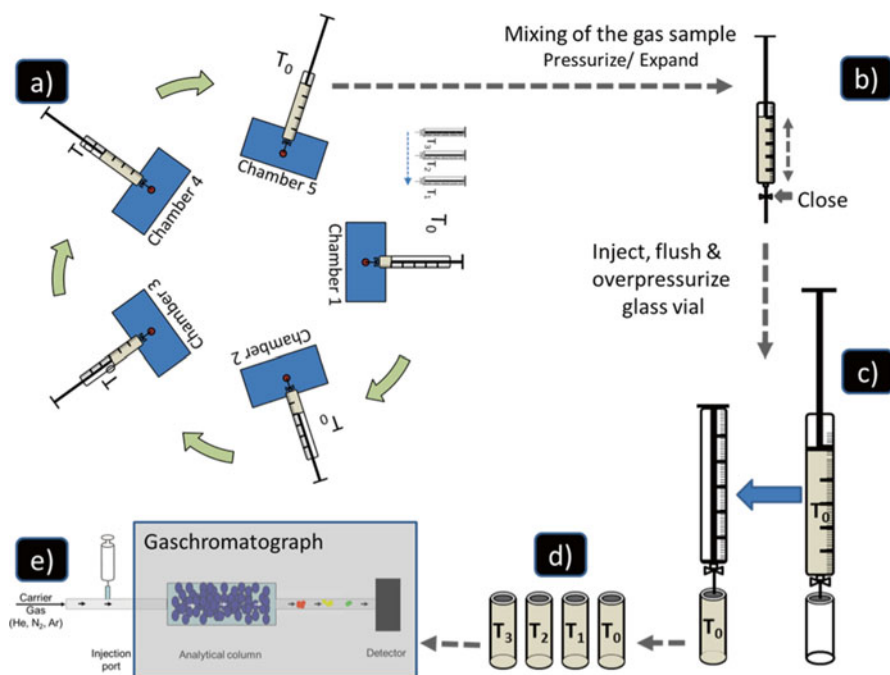 a)
T₀
Chamber 5
T
Chamber 4
T₃
T₂
T₁
T₀
Chamber 1
Chamber 3
T₀
Chamber 2
T₀
Mixing of the gas sample
Pressurize/ Expand
b)
Close
Inject, flush &
overpressurize
glass vial
c)
T₀
T₀
d)
T₃ T₂ T₁ T₀
e)
Gaschromatograph
Carrier
Gas
(He, N₂, Ar)
Injection
port
Analytical column
Detector